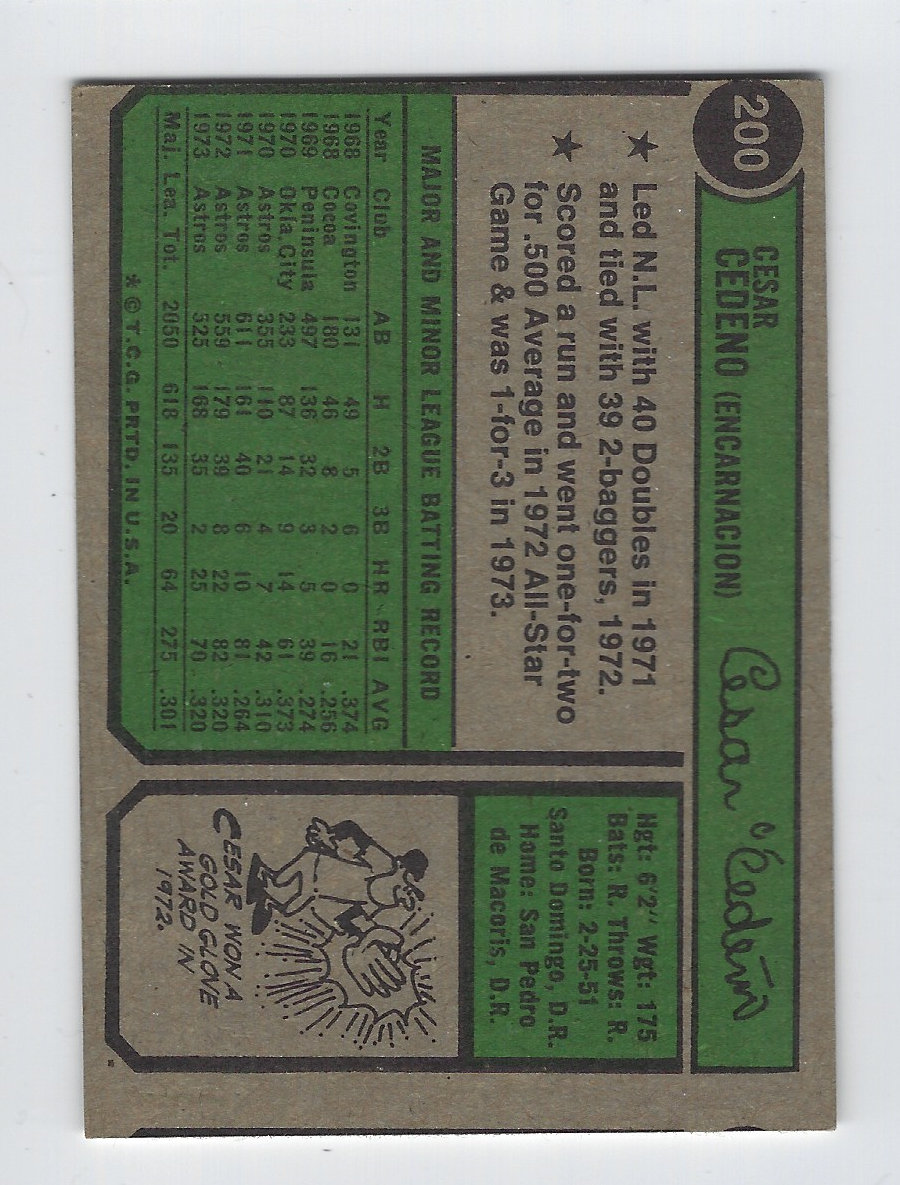 200
CESAR
CEDENO (ENCARNACION)
Cesar Cedeño
★ Led N.L. with 40 Doubles in 1971
and tied with 39 2-baggers, 1972.
★ Scored a run and went one-for-two
for .500 Average in 1972 All-Star
Game & was 1-for-3 in 1973.
MAJOR AND MINOR LEAGUE BATTING RECORD
Year Club AB H 2B 3B HR RBI AVG
1968 Covington 131 49 5 6 0 21 .374
1968 Cocoa 180 46 8 2 0 16 .256
1969 Peninsula 497 136 32 3 5 39 .274
1970 Okla City 233 87 14 9 14 61 .373
1970 Astros 355 110 21 4 7 42 .310
1971 Astros 611 161 40 6 10 81 .264
1972 Astros 559 179 39 8 22 82 .320
1973 Astros 525 168 35 2 25 70 .320
Maj. Lea. Tot. 2050 618 135 20 64 275 .301
* © T.C.G. PRTD. IN U.S.A.
Hgt: 6'2" Wgt: 175
Bats: R. Throws: R.
Born: 2-25-51
Santo Domingo, D.R.
Home: San Pedro
de Macoris, D.R.
CESAR WON A
GOLD GLOVE
AWARD IN
1972.